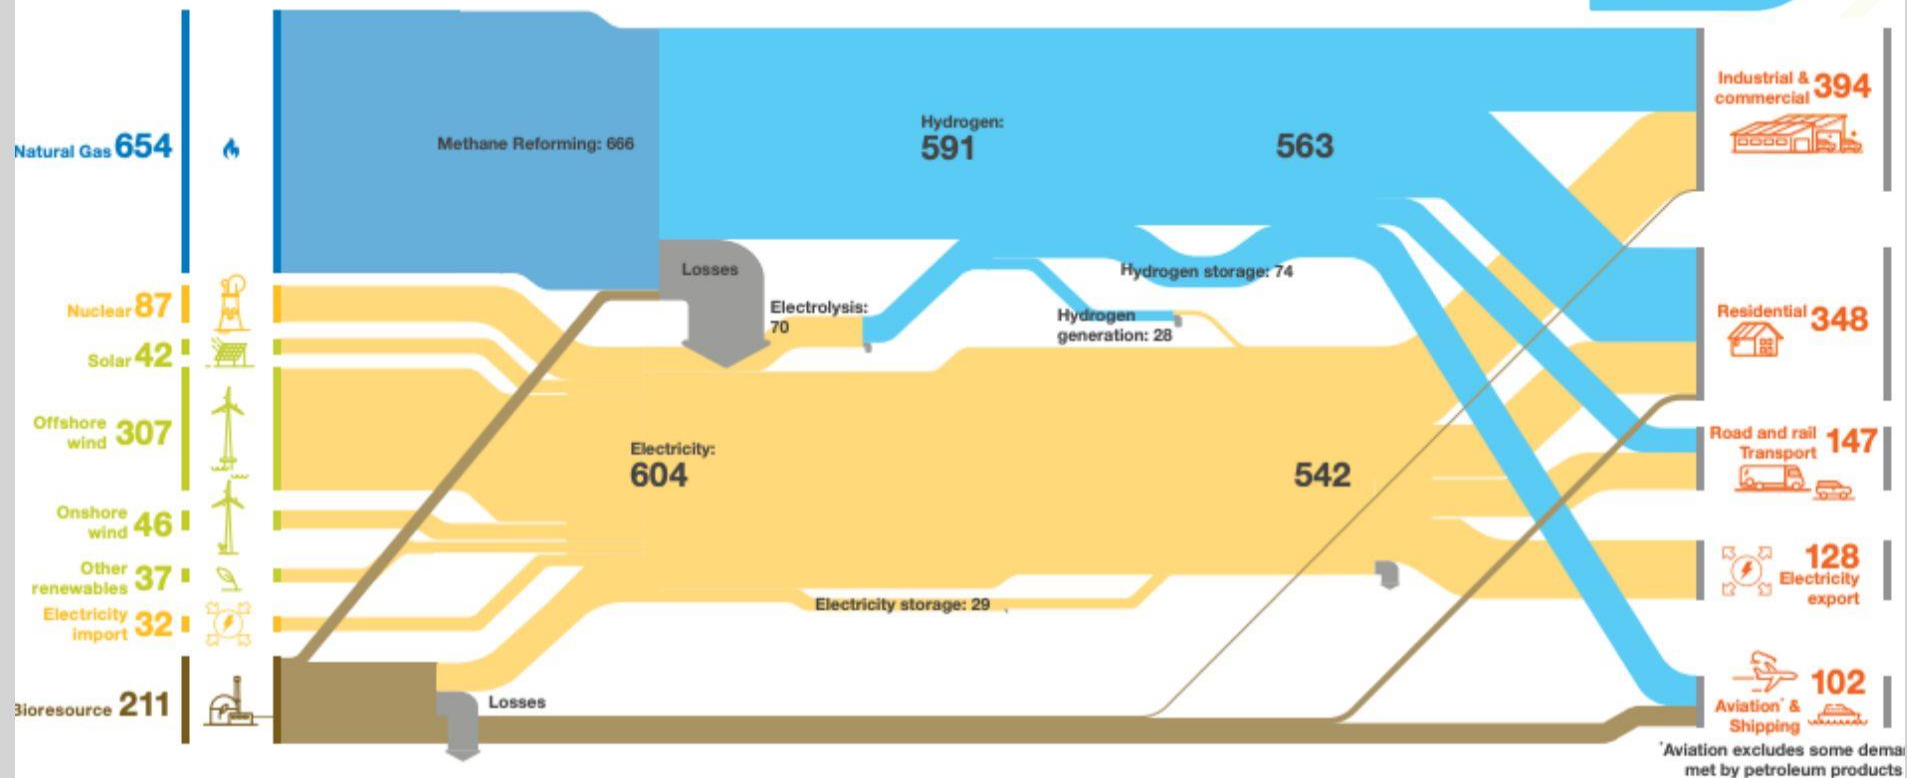 Natural Gas 654
Methane Reforming: 666
Hydrogen:
591
563
Industrial &
commercial 394
Losses
Nuclear 87
Electrolysis:
70
Hydrogen storage: 74
Hydrogen
generation: 28
Residential 348
Solar 42
Offshore
wind 307
Electricity:
604
542
Road and rail
Transport 147
Onshore
wind 46
Other
renewables 37
Electricity
import 32
Electricity storage: 29
128
Electricity
export
Bioresource 211
Losses
102
Aviation* &
Shipping
*Aviation excludes some dema
met by petroleum products